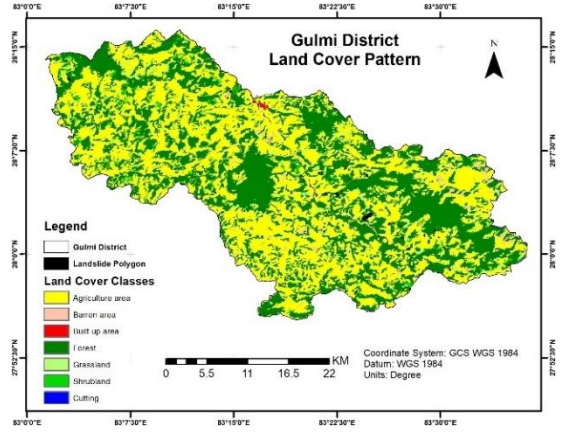 83°0'0"E 83°7'30"E 83°15'0"E 83°22'30"E 83°30'0"E
Gulmi District
Land Cover Pattern
N
28°15'0"N 28°15'0"N
28°7'30"N 28°7'30"N
28°0'0"N 28°0'0"N
27°52'30"N 27°52'30"N
Legend
Gulmi District
Landslide Polygon
Land Cover Classes
Agriculture area
Barren area
Built up area
Forest
Grassland
Shrubland
Cutting
KM
0 5.5 11 16.5 22
Coordinate System: GCS WGS 1984
Datum: WGS 1984
Units: Degree
83°0'0"E 83°7'30"E 83°15'0"E 83°22'30"E 83°30'0"E